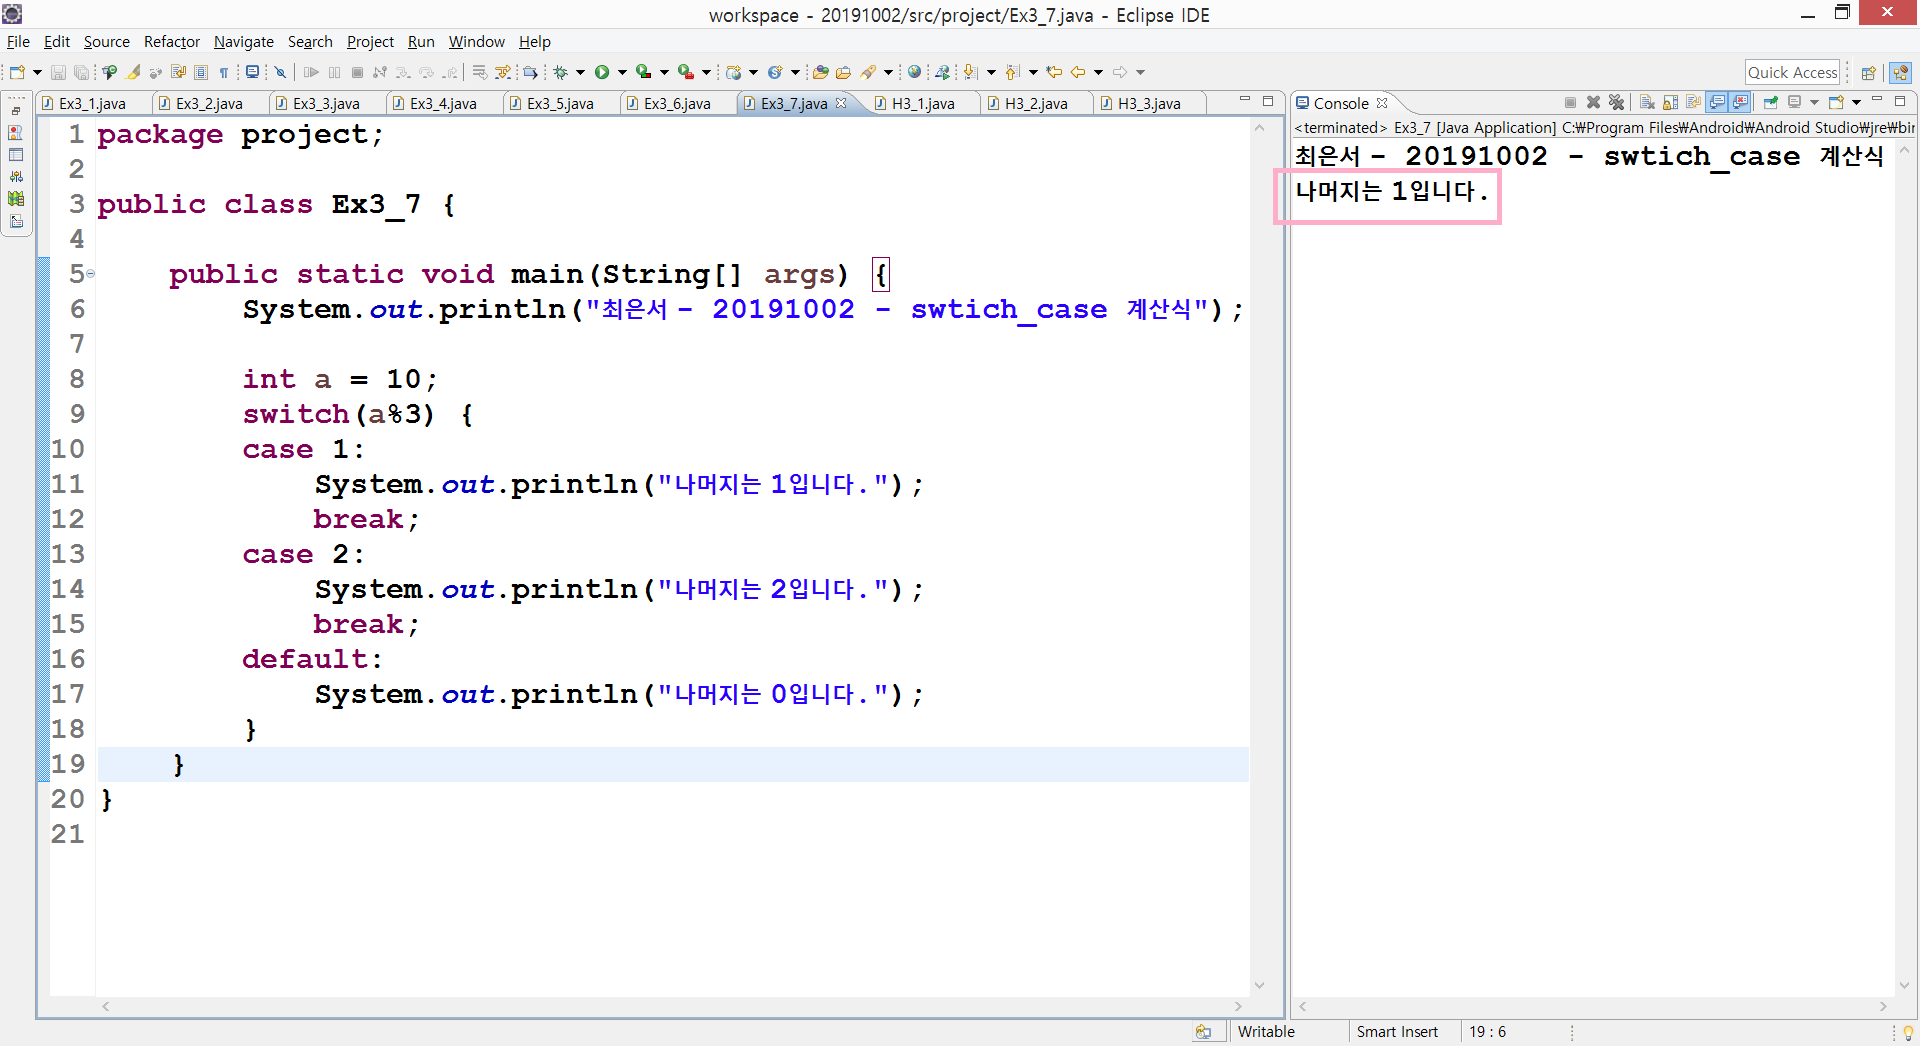 workspace - 20191002/src/project/Ex3_7.java - Eclipse IDE
File Edit Source Refactor Navigate Search Project Run Window Help
Quick Access
Ex3_1.java Ex3_2.java Ex3_3.java Ex3_4.java Ex3_5.java Ex3_6.java Ex3_7.java H3_1.java H3_2.java H3_3.java
1 package project;
2
3 public class Ex3_7 {
4
5 public static void main(String[] args) {
6 System.out.println("최은서 - 20191002 - swtich_case 계산식");
7
8 int a = 10;
9 switch(a%3) {
10 case 1:
11 System.out.println("나머지는 1입니다.");
12 break;
13 case 2:
14 System.out.println("나머지는 2입니다.");
15 break;
16 default:
17 System.out.println("나머지는 0입니다.");
18 }
19 }
20 }
21
Console
<terminated> Ex3_7 [Java Application] C:₩Program Files₩Android₩Android Studio₩jre₩bin
최은서 - 20191002 - swtich_case 계산식
나머지는 1입니다.
Writable Smart Insert 19 : 6